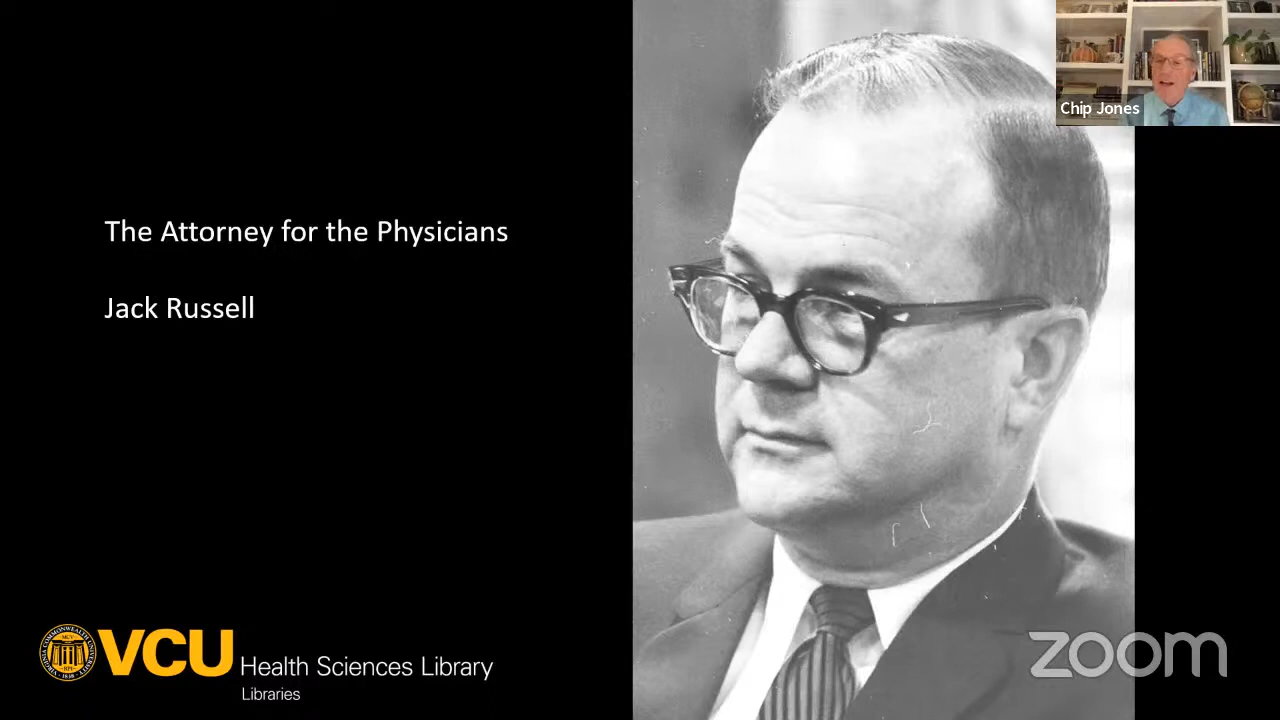 Chip Jones
The Attorney for the Physicians
Jack Russell
VCU Health Sciences Library
Libraries
zoom